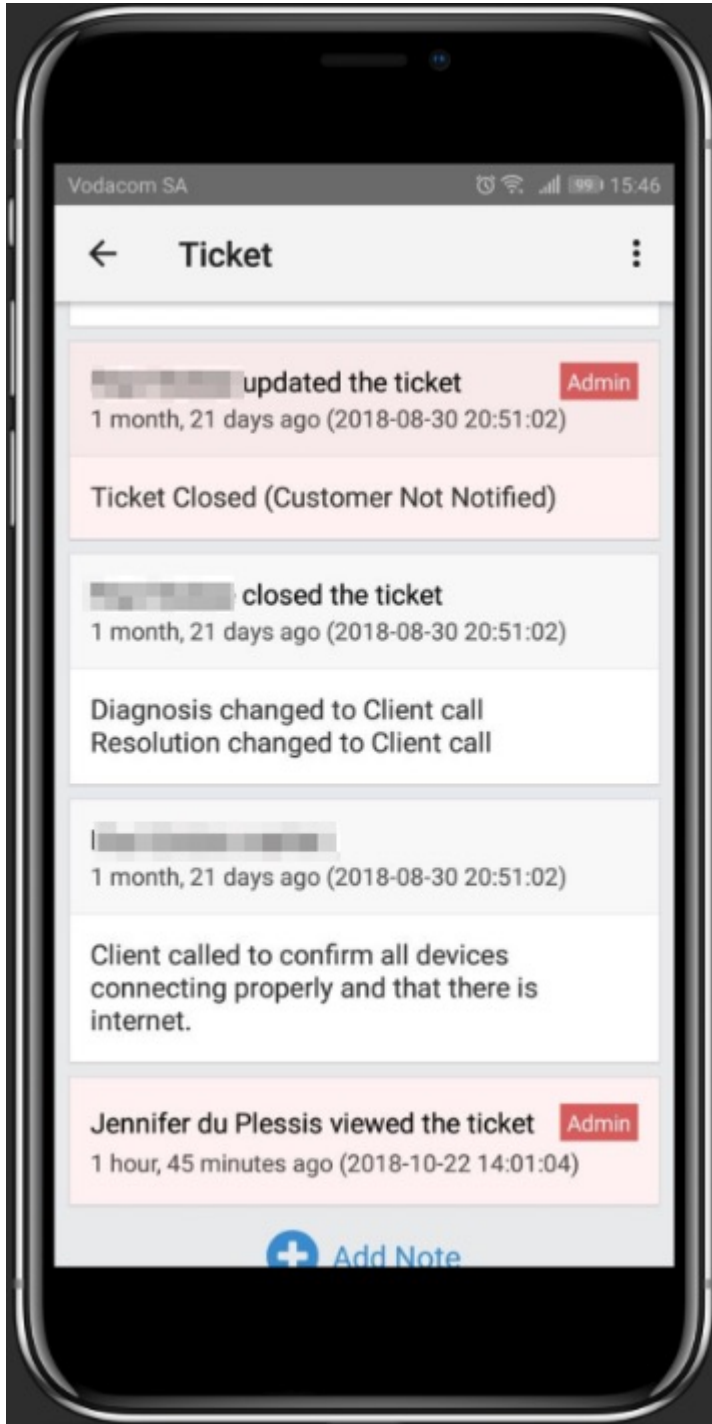 Vodacom SA 99 15:46
Ticket
updated the ticket Admin
1 month, 21 days ago (2018-08-30 20:51:02)
Ticket Closed (Customer Not Notified)
closed the ticket
1 month, 21 days ago (2018-08-30 20:51:02)
Diagnosis changed to Client call
Resolution changed to Client call
1 month, 21 days ago (2018-08-30 20:51:02)
Client called to confirm all devices
connecting properly and that there is
internet.
Jennifer du Plessis viewed the ticket Admin
1 hour, 45 minutes ago (2018-10-22 14:01:04)
Add Note